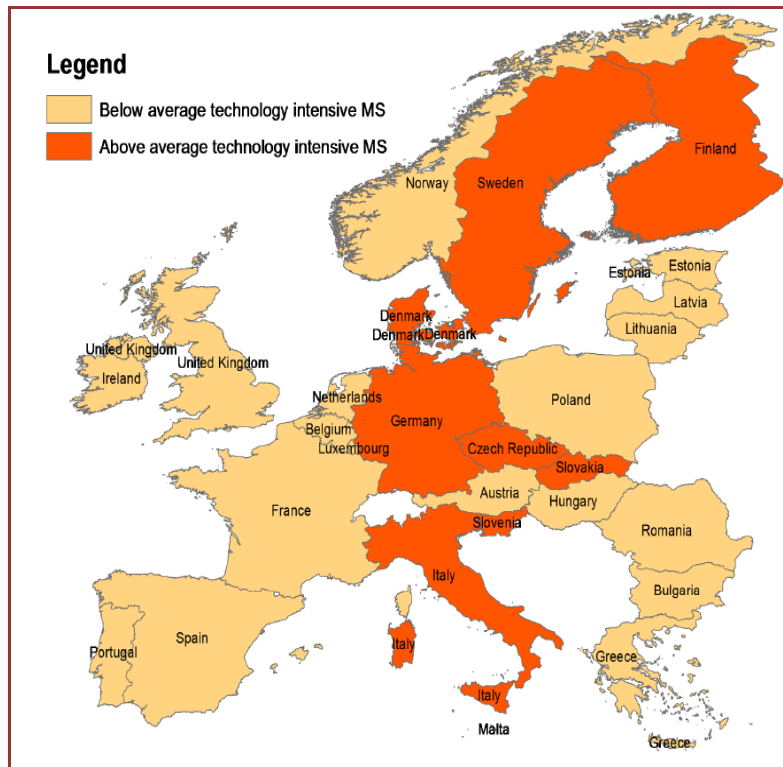 Legend
Below average technology intensive MS
Above average technology intensive MS
Finland
Norway
Sweden
Estonia
Estonia
Latvia
Lithuania
Denmark
Denmark
Denmark
United Kingdom
United Kingdom
Ireland
Netherlands
Poland
Germany
Belgium
Luxembourg
Czech Republic
Slovakia
Austria
Hungary
France
Slovenia
Romania
Italy
Bulgaria
Spain
Portugal
Italy
Greece
Italy
Malta
Greece